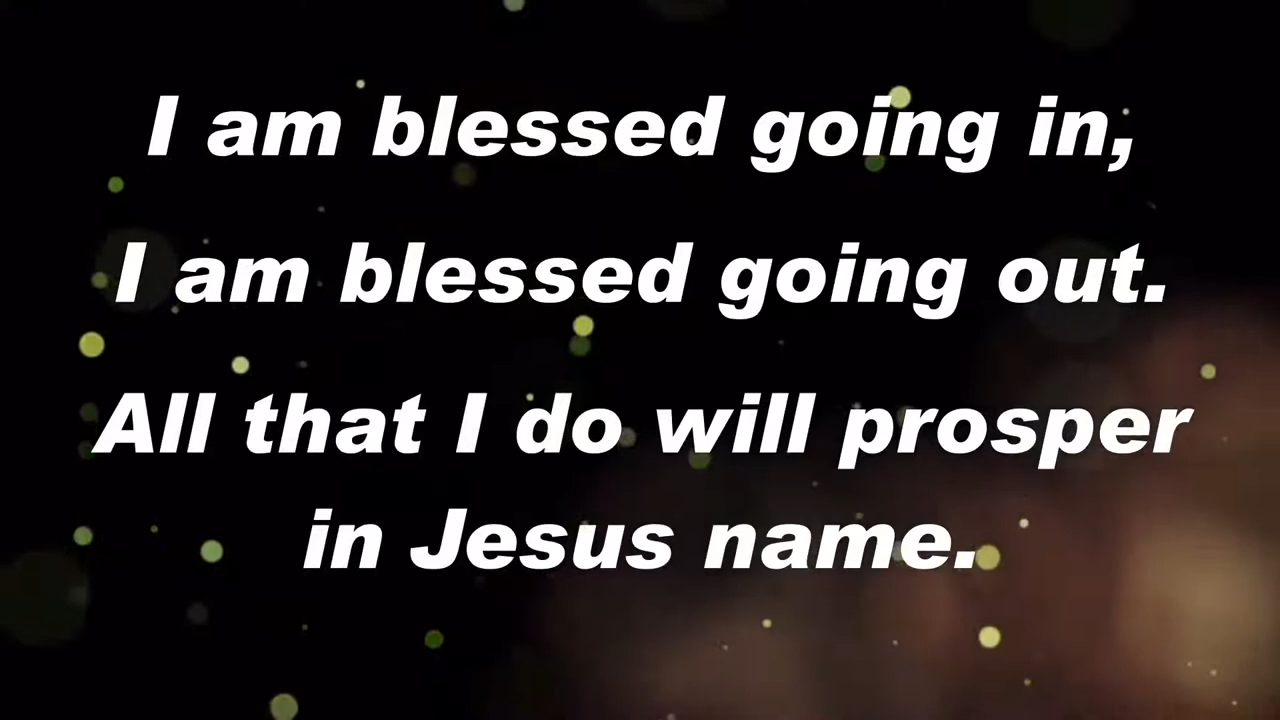 I am blessed going in,
I am blessed going out.
All that I do will prosper
in Jesus name.